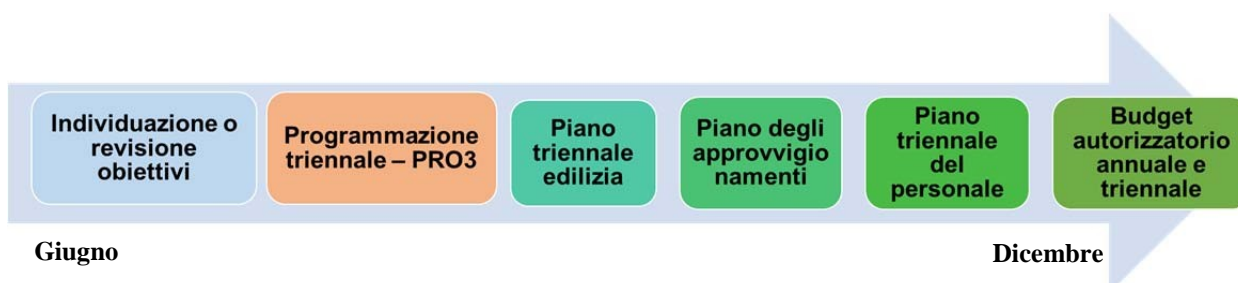 Individuazione o
revisione
obiettivi
Programmazione
triennale – PRO3
Piano
triennale
edilizia
Piano degli
approvvigio
namenti
Piano
triennale
del
personale
Budget
autorizzatorio
annuale e
triennale
Giugno
Dicembre